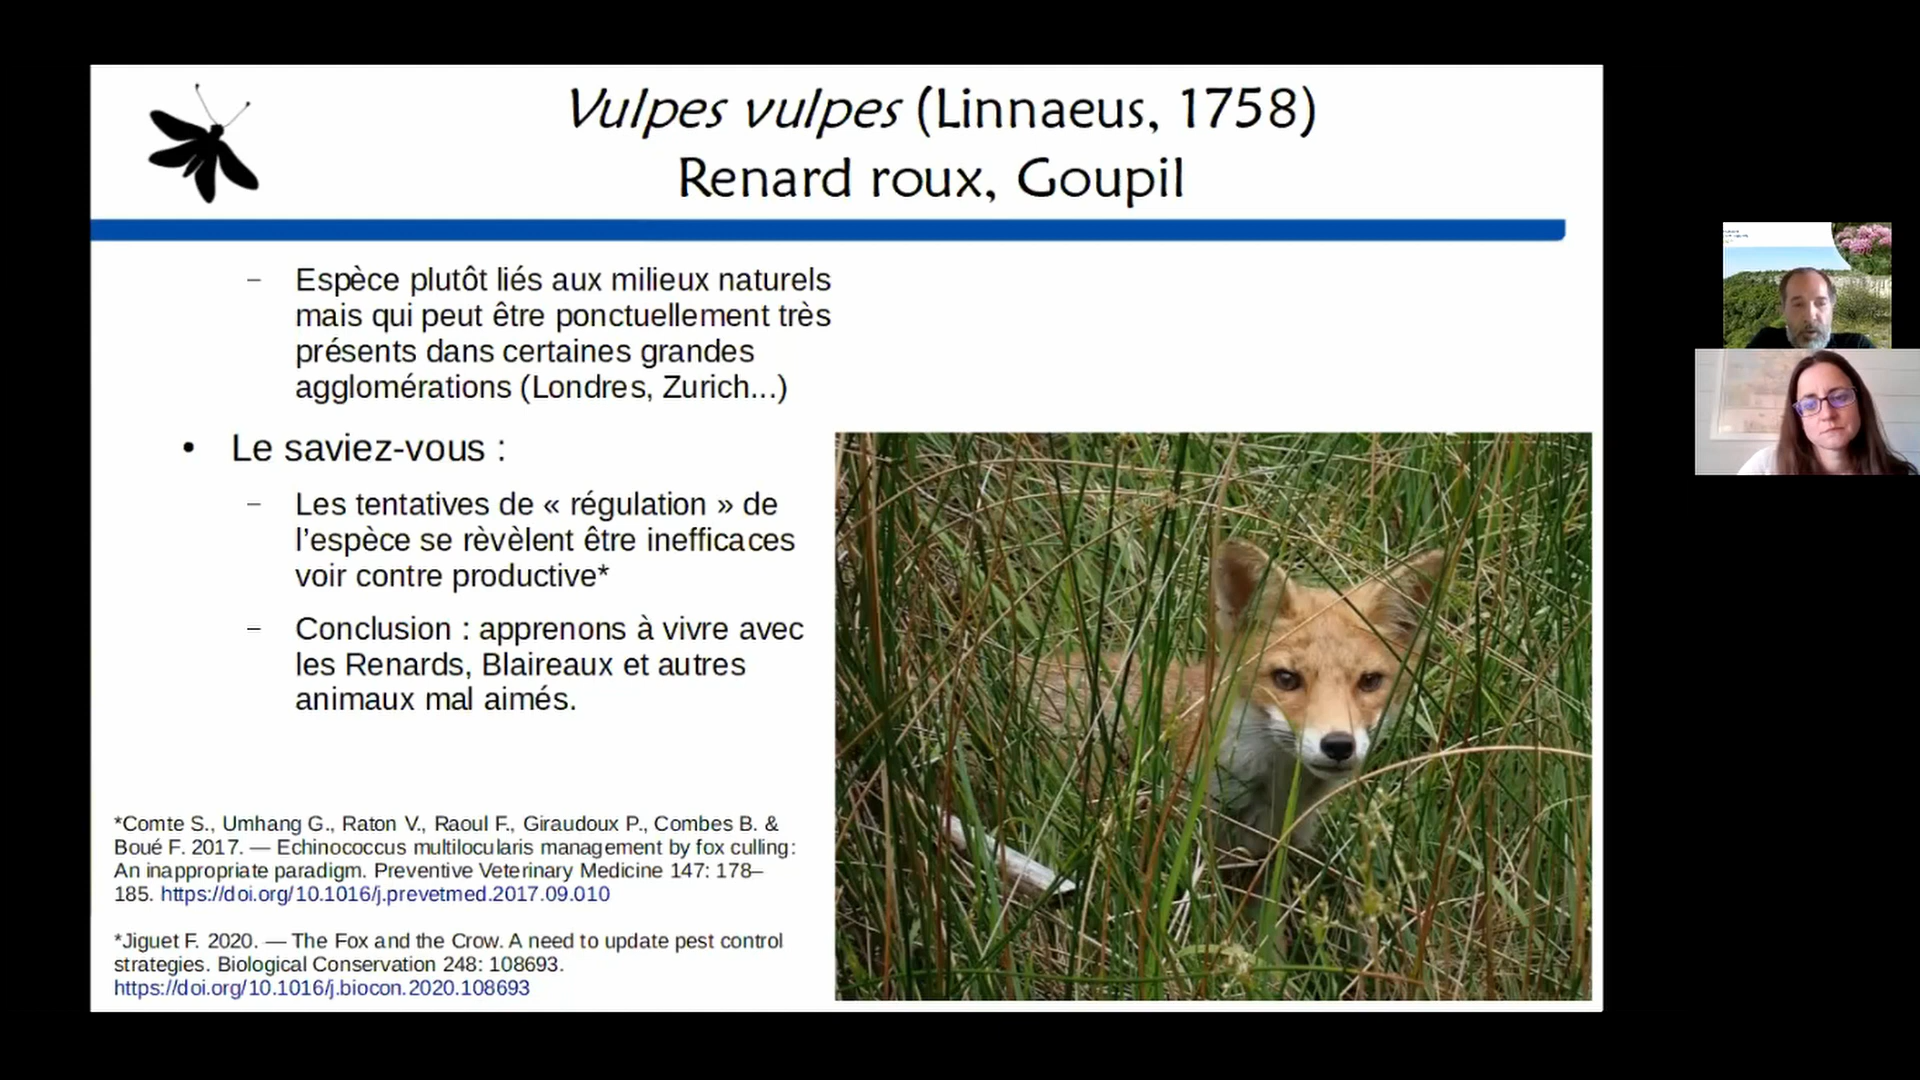 Vulpes vulpes (Linnaeus, 1758)
Renard roux, Goupil
– Espèce plutôt liés aux milieux naturels
mais qui peut être ponctuellement très
présents dans certaines grandes
agglomérations (Londres, Zurich...)
• Le saviez-vous :
– Les tentatives de « régulation » de
l’espèce se rèvèlent être inefficaces
voir contre productive*
– Conclusion : apprenons à vivre avec
les Renards, Blaireaux et autres
animaux mal aimés.
*Comte S., Umhang G., Raton V., Raoul F., Giraudoux P., Combes B. &
Boué F. 2017. — Echinococcus multilocularis management by fox culling:
An inappropriate paradigm. Preventive Veterinary Medicine 147: 178–
185. https://doi.org/10.1016/j.prevetmed.2017.09.010
*Jiguet F. 2020. — The Fox and the Crow. A need to update pest control
strategies. Biological Conservation 248: 108693.
https://doi.org/10.1016/j.biocon.2020.108693